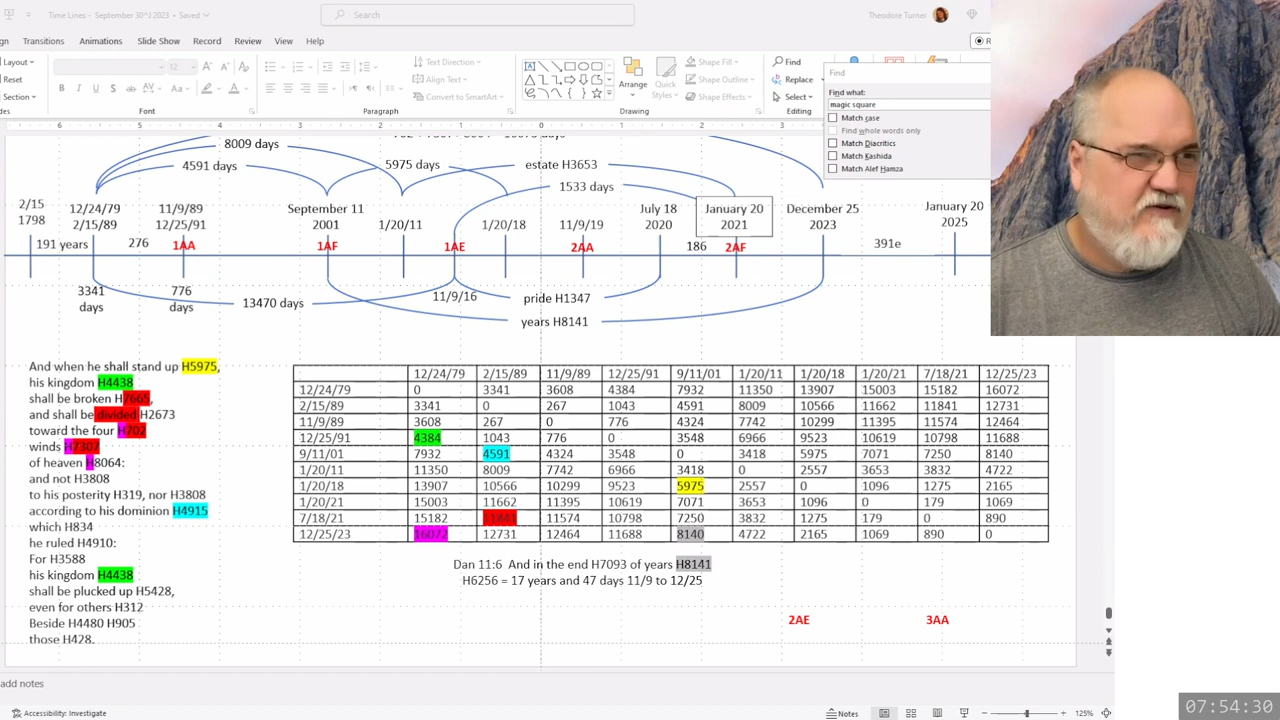 Time Lines - September 30^J 2023 • Saved
Search
Theodore Turner
Transitions Animations Slide Show Record Review View Help
Layout
Reset
Section
12
Text Direction
Align Text
Convert to SmartArt
Arrange
Quick
Styles
Shape Fill
Shape Outline
Shape Effects
Find
Replace
Select
Font
Paragraph
Drawing
Editing
Find
Find what:
magic square
Match case
Find whole words only
Match Diacritics
Match Kashida
Match Alef Hamza
6 5 4 3 2 1 0 1 2 3
8009 days
4591 days
5975 days
estate H3653
1533 days
2/15
1798
12/24/79
2/15/89
11/9/89
12/25/91
September 11
2001
1/20/11
1/20/18
11/9/19
July 18
2020
January 20
2021
December 25
2023
January 20
2025
191 years 276 1AA 1AF 1AE 2AA 186 2AF 391e
3341
days
776
days
13470 days
11/9/16
pride H1347
years H8141
And when he shall stand up H5975,
his kingdom H4438
shall be broken H7665,
and shall be divided H2673
toward the four H702
winds H7307
of heaven H8064:
and not H3808
to his posterity H319, nor H3808
according to his dominion H4915
which H834
he ruled H4910:
For H3588
his kingdom H4438
shall be plucked up H5428,
even for others H312
Beside H4480 H905
those H428.
12/24/79 2/15/89 11/9/89 12/25/91 9/11/01 1/20/11 1/20/18 1/20/21 7/18/21 12/25/23
12/24/79 0 3341 3608 4384 7932 11350 13907 15003 15182 16072
2/15/89 3341 0 267 1043 4591 8009 10566 11662 11841 12731
11/9/89 3608 267 0 776 4324 7742 10299 11395 11574 12464
12/25/91 4384 1043 776 0 3548 6966 9523 10619 10798 11688
9/11/01 7932 4591 4324 3548 0 3418 5975 7071 7250 8140
1/20/11 11350 8009 7742 6966 3418 0 2557 3653 3832 4722
1/20/18 13907 10566 10299 9523 5975 2557 0 1096 1275 2165
1/20/21 15003 11662 11395 10619 7071 3653 1096 0 179 1069
7/18/21 15182 11841 11574 10798 7250 3832 1275 179 0 890
12/25/23 16072 12731 12464 11688 8140 4722 2165 1069 890 0
Dan 11:6 And in the end H7093 of years H8141
H6256 = 17 years and 47 days 11/9 to 12/25
2AE 3AA
add notes
Accessibility: Investigate
Notes
125%
07:54:30